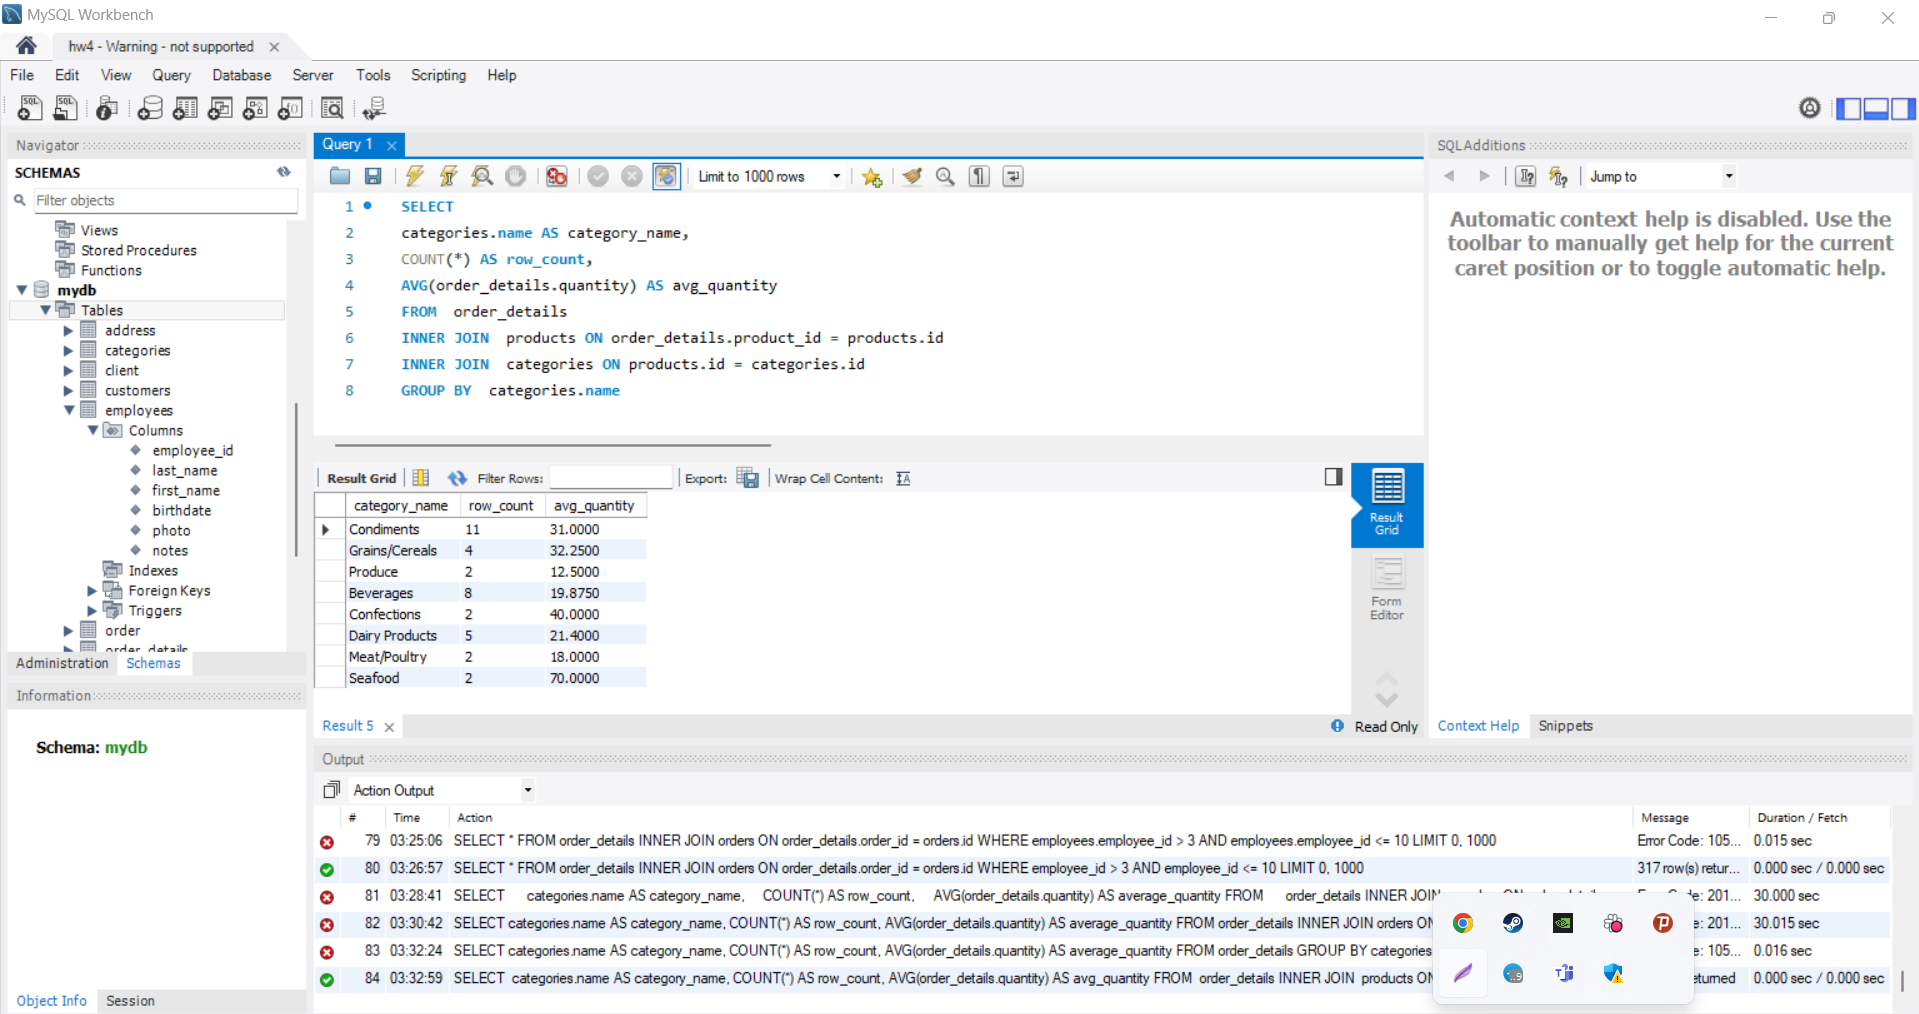 MySQL Workbench
hw4 - Warning - not supported
File Edit View Query Database Server Tools Scripting Help
Navigator
SCHEMAS
Filter objects
Views
Stored Procedures
Functions
mydb
Tables
address
categories
client
customers
employees
Columns
employee_id
last_name
first_name
birthdate
photo
notes
Indexes
Foreign Keys
Triggers
order
order_details
Administration Schemas
Information
Schema: mydb
Object Info Session
Query 1
Limit to 1000 rows
1 SELECT
2 categories.name AS category_name,
3 COUNT(*) AS row_count,
4 AVG(order_details.quantity) AS avg_quantity
5 FROM order_details
6 INNER JOIN products ON order_details.product_id = products.id
7 INNER JOIN categories ON products.id = categories.id
8 GROUP BY categories.name
Result Grid Filter Rows: Export: Wrap Cell Content:
category_name row_count avg_quantity
Condiments 11 31.0000
Grains/Cereals 4 32.2500
Produce 2 12.5000
Beverages 8 19.8750
Confections 2 40.0000
Dairy Products 5 21.4000
Meat/Poultry 2 18.0000
Seafood 2 70.0000
Result
Grid
Form
Editor
Result 5
Read Only
SQLAdditions
Jump to
Automatic context help is disabled. Use the
toolbar to manually get help for the current
caret position or to toggle automatic help.
Context Help Snippets
Output
Action Output
# Time Action Message Duration / Fetch
79 03:25:06 SELECT * FROM order_details INNER JOIN orders ON order_details.order_id = orders.id WHERE employees.employee_id > 3 AND employees.employee_id <= 10 LIMIT 0, 1000 Error Code: 105... 0.015 sec
80 03:26:57 SELECT * FROM order_details INNER JOIN orders ON order_details.order_id = orders.id WHERE employee_id > 3 AND employee_id <= 10 LIMIT 0, 1000 317 row(s) retur... 0.000 sec / 0.000 sec
81 03:28:41 SELECT categories.name AS category_name, COUNT(*) AS row_count, AVG(order_details.quantity) AS average_quantity FROM order_details INNER JOIN e: 201... 30.000 sec
82 03:30:42 SELECT categories.name AS category_name, COUNT(*) AS row_count, AVG(order_details.quantity) AS average_quantity FROM order_details INNER JOIN orders ON e: 201... 30.015 sec
83 03:32:24 SELECT categories.name AS category_name, COUNT(*) AS row_count, AVG(order_details.quantity) AS average_quantity FROM order_details GROUP BY categories e: 105... 0.016 sec
84 03:32:59 SELECT categories.name AS category_name, COUNT(*) AS row_count, AVG(order_details.quantity) AS avg_quantity FROM order_details INNER JOIN products ON eturned 0.000 sec / 0.000 sec